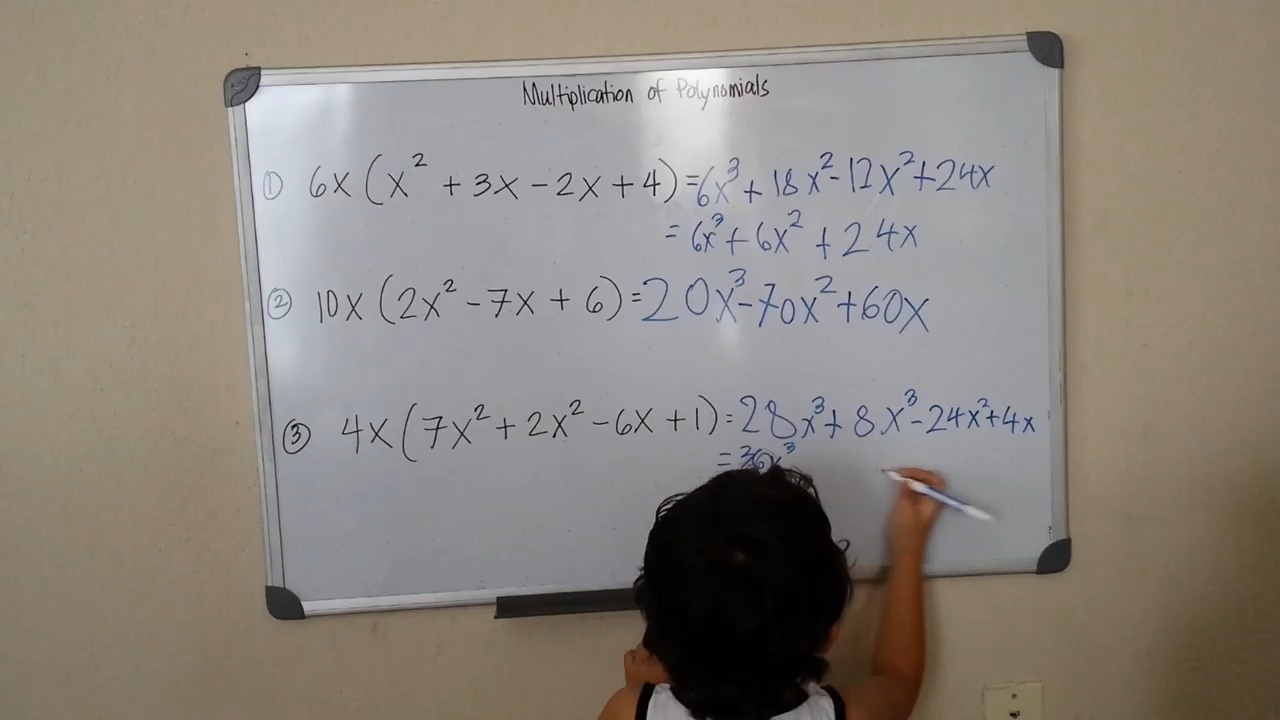 Multiplication of Polynomials
① 6x (x² + 3x - 2x + 4) = 6x³ + 18x² - 12x² + 24x
= 6x³ + 6x² + 24x
② 10x (2x² - 7x + 6) = 20x³ - 70x² + 60x
③ 4x (7x² + 2x² - 6x + 1) = 28x³ + 8x³ - 24x² + 4x
= 36x³